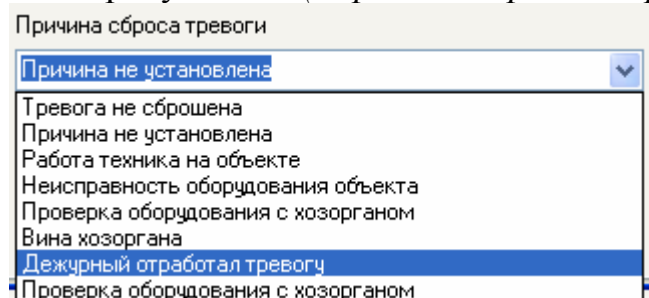 Причина сброса тревоги
Причина не установлена
Тревога не сброшена
Причина не установлена
Работа техника на объекте
Неисправность оборудования объекта
Проверка оборудования с хозорганом
Вина хозоргана
Дежурный отработал тревогу
Проверка оборудования с хозорганом